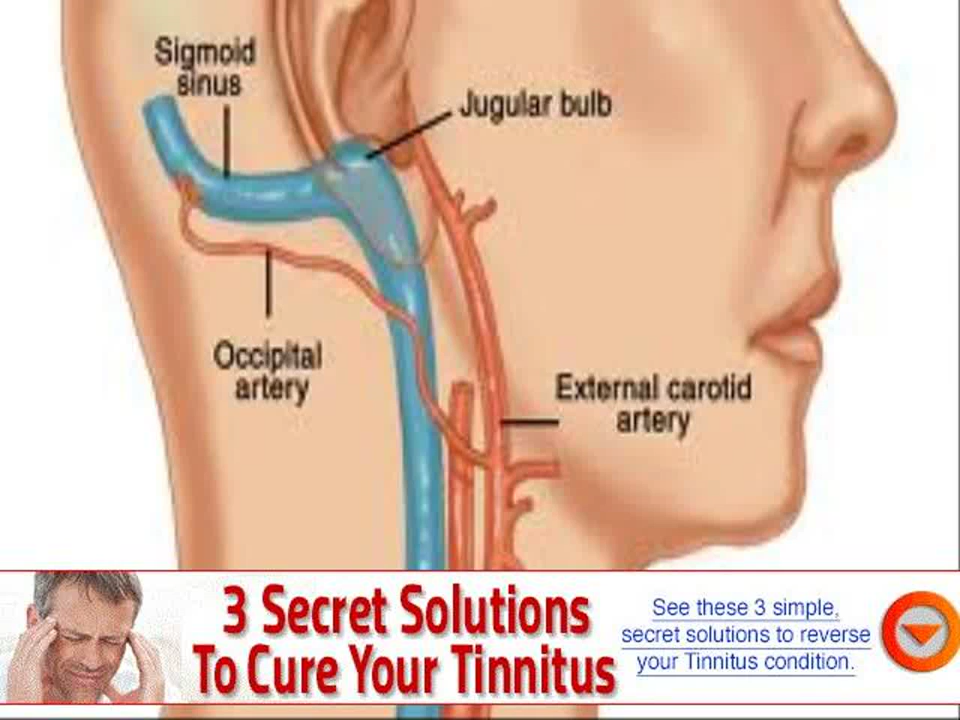 Sigmoid
sinus
Jugular bulb
Occipital
artery
External carotid
artery
3 Secret Solutions
To Cure Your Tinnitus
See these 3 simple,
secret solutions to reverse
your Tinnitus condition.